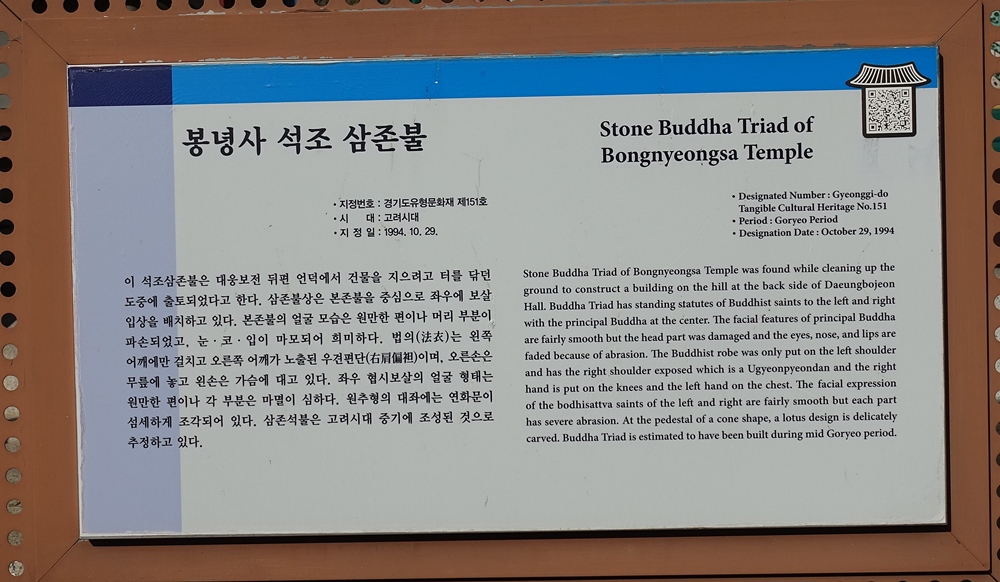 봉녕사 석조 삼존불
• 지정번호 : 경기도유형문화재 제151호
• 시 대 : 고려시대
• 지 정 일 : 1994. 10. 29.
이 석조삼존불은 대웅보전 뒤편 언덕에서 건물을 지으려고 터를 닦던
도중에 출토되었다고 한다. 삼존불상은 본존불을 중심으로 좌우에 보살
입상을 배치하고 있다. 본존불의 얼굴 모습은 원만한 편이나 머리 부분이
파손되었고, 눈·코·입이 마모되어 희미하다. 법의(法衣)는 왼쪽
어깨에만 걸치고 오른쪽 어깨가 노출된 우견편단(右肩偏袒)이며, 오른손은
무릎에 놓고 왼손은 가슴에 대고 있다. 좌우 협시보살의 얼굴 형태는
원만한 편이나 각 부분은 마멸이 심하다. 원추형의 대좌에는 연화문이
섬세하게 조각되어 있다. 삼존석불은 고려시대 중기에 조성된 것으로
추정하고 있다.
Stone Buddha Triad of
Bongnyeongsa Temple
• Designated Number : Gyeonggi-do
Tangible Cultural Heritage No.151
• Period : Goryeo Period
• Designation Date : October 29, 1994
Stone Buddha Triad of Bongnyeongsa Temple was found while cleaning up the
ground to construct a building on the hill at the back side of Daeungbojeon
Hall. Buddha Triad has standing statutes of Buddhist saints to the left and right
with the principal Buddha at the center. The facial features of principal Buddha
are fairly smooth but the head part was damaged and the eyes, nose, and lips are
faded because of abrasion. The Buddhist robe was only put on the left shoulder
and has the right shoulder exposed which is a Ugyeonpyeondan and the right
hand is put on the knees and the left hand on the chest. The facial expression
of the bodhisattva saints of the left and right are fairly smooth but each part
has severe abrasion. At the pedestal of a cone shape, a lotus design is delicately
carved. Buddha Triad is estimated to have been built during mid Goryeo period.